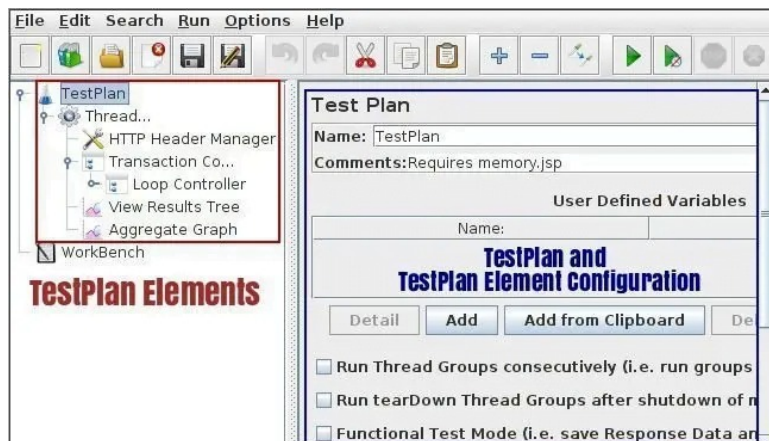 File Edit Search Run Options Help
TestPlan
Thread...
HTTP Header Manager
Transaction Co...
Loop Controller
View Results Tree
Aggregate Graph
WorkBench
TestPlan Elements
Test Plan
Name: TestPlan
Comments:Requires memory.jsp
User Defined Variables
Name:
TestPlan and
TestPlan Element Configuration
Detail Add Add from Clipboard De
Run Thread Groups consecutively (i.e. run groups
Run tearDown Thread Groups after shutdown of m
Functional Test Mode (i.e. save Response Data an